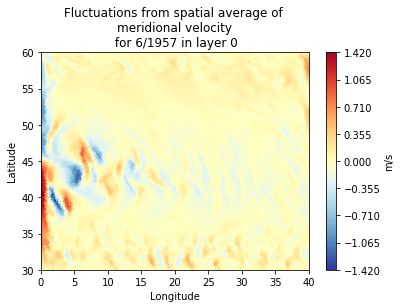 Fluctuations from spatial average of
meridional velocity
for 6/1957 in layer 0
60
55
50
45
40
35
30
Latitude
0 5 10 15 20 25 30 35 40
Longitude
1.420
1.065
0.710
0.355
0.000
−0.355
−0.710
−1.065
−1.420
m/s